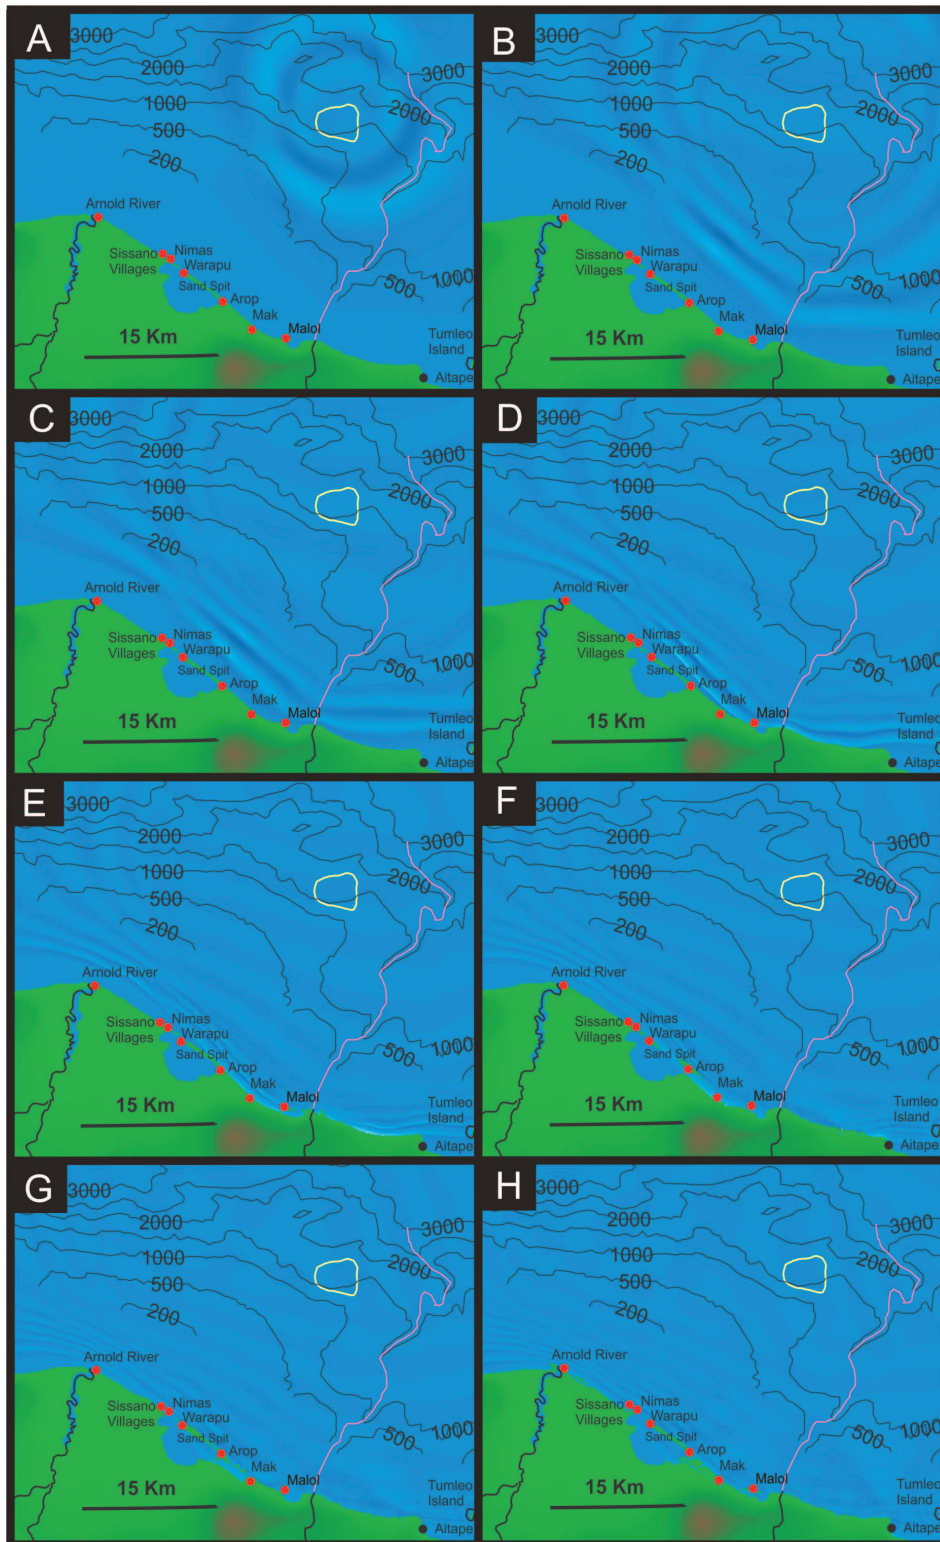 A
3000
2000
3000
1000
2000
500
200
Arnold River
Sissano
Villages
Nimas
Warapu
Sand Spit
500
1000
Arop
Mak
Malol
15 Km
Tumleo
Island
Aitape
B
3000
2000
3000
1000
2000
500
200
Arnold River
Sissano
Villages
Nimas
Warapu
Sand Spit
500
1000
Arop
Mak
Malol
15 Km
Tumleo
Island
Aitape
C
3000
2000
3000
1000
2000
500
200
Arnold River
Sissano
Villages
Nimas
Warapu
Sand Spit
500
1000
Arop
Mak
Malol
15 Km
Tumleo
Island
Aitape
D
3000
2000
3000
1000
2000
500
200
Arnold River
Sissano
Villages
Nimas
Warapu
Sand Spit
500
1000
Arop
Mak
Malol
15 Km
Tumleo
Island
Aitape
E
3000
2000
3000
1000
2000
500
200
Arnold River
Sissano
Villages
Nimas
Warapu
Sand Spit
500
1000
Arop
Mak
Malol
15 Km
Tumleo
Island
Aitape
F
3000
2000
3000
1000
2000
500
200
Arnold River
Sissano
Villages
Nimas
Warapu
Sand Spit
500
1000
Arop
Mak
Malol
15 Km
Tumleo
Island
Aitape
G
3000
2000
3000
1000
2000
500
200
Arnold River
Sissano
Villages
Nimas
Warapu
Sand Spit
500
1000
Arop
Mak
Malol
15 Km
Tumleo
Island
Aitape
H
3000
2000
3000
1000
2000
500
200
Arnold River
Sissano
Villages
Nimas
Warapu
Sand Spit
500
1000
Arop
Mak
Malol
15 Km
Tumleo
Island
Aitape